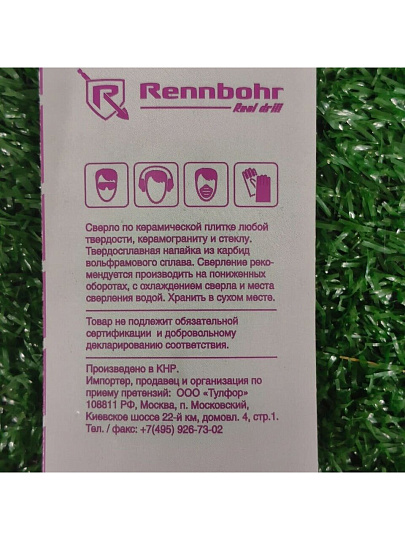 Rennbohr
Real drill
Сверло по керамической плитке любой
твердости, керамограниту и стеклу.
Твердосплавная напайка из карбид
вольфрамового сплава. Сверление реко-
мендуется производить на пониженных
оборотах, с охлаждением сверла и места
сверления водой. Хранить в сухом месте.
Товар не подлежит обязательной
сертификации и добровольному
декларированию соответствия.
Произведено в КНР.
Импортер, продавец и организация по
приему претензий: ООО «Тулфор»
108811 РФ, Москва, п. Московский,
Киевское шоссе 22-й км, домовл. 4, стр.1.
Тел. / факс: +7(495) 926-73-02